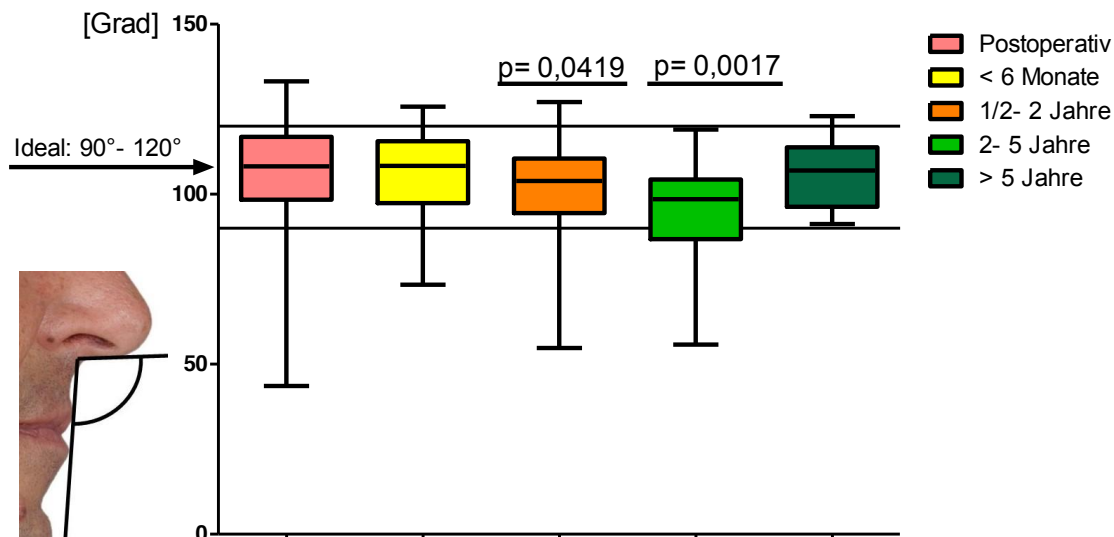 [Grad]
150
100
50
0
Ideal: 90°- 120°
p= 0,0419
p= 0,0017
Postoperativ
< 6 Monate
1/2- 2 Jahre
2- 5 Jahre
> 5 Jahre